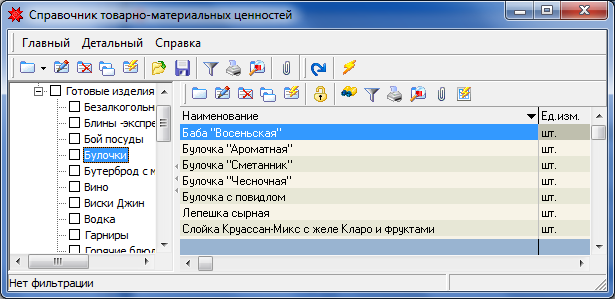 Справочник товарно-материальных ценностей
Главный Детальный Справка
Готовые изделия
Безалкогольн
Блины -экспре
Бой посуды
Булочки
Бутерброд с м
Вино
Виски Джин
Водка
Гарниры
Горячие блюд
Наименование Ед.изм.
Баба "Восеньская" шт.
Булочка "Ароматная" шт.
Булочка "Сметанник" шт.
Булочка "Чесночная" шт.
Булочка с повидлом шт.
Лепешка сырная шт.
Слойка Круассан-Микс с желе Кларо и фруктами шт.
Нет фильтрации